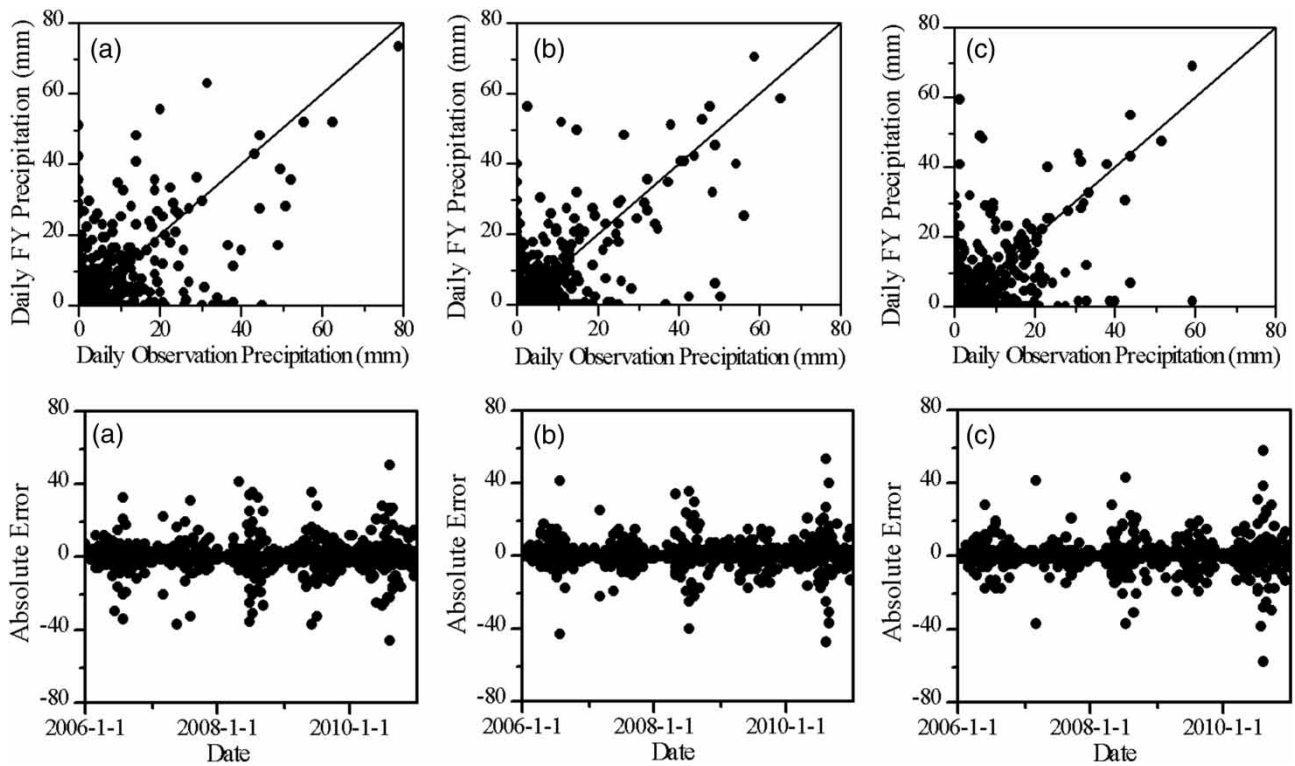 (a)
Daily FY Precipitation (mm)
80
60
40
20
0
0 20 40 60 80
Daily Observation Precipitation (mm)
(b)
Daily FY Precipitation (mm)
80
60
40
20
0
0 20 40 60 80
Daily Observation Precipitation (mm)
(c)
Daily FY Precipitation (mm)
80
60
40
20
0
0 20 40 60 80
Daily Observation Precipitation (mm)
(a)
Absolute Error
80
40
0
-40
-80
2006-1-1 2008-1-1 2010-1-1
Date
(b)
Absolute Error
80
40
0
-40
-80
2006-1-1 2008-1-1 2010-1-1
Date
(c)
Absolute Error
80
40
0
-40
-80
2006-1-1 2008-1-1 2010-1-1
Date